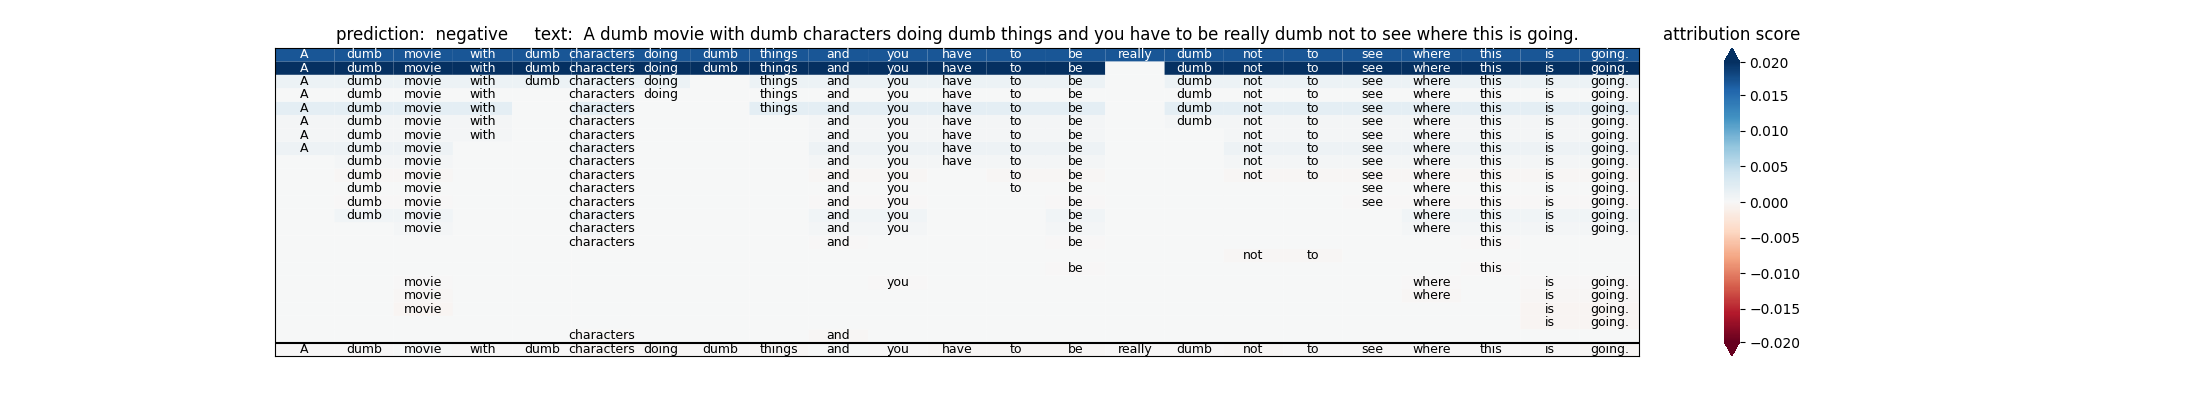 prediction: negative text: A dumb movie with dumb characters doing dumb things and you have to be really dumb not to see where this is going. attribution score
A dumb movie with dumb characters doing dumb things and you have to be really dumb not to see where this is going.
A dumb movie with dumb characters doing dumb things and you have to be dumb not to see where this is going. 0.020
A dumb movie with dumb characters doing things and you have to be dumb not to see where this is going.
A dumb movie with characters doing things and you have to be dumb not to see where this is going. 0.015
A dumb movie with characters things and you have to be dumb not to see where this is going.
A dumb movie with characters and you have to be dumb not to see where this is going.
A dumb movie with characters and you have to be not to see where this is going. 0.010
A dumb movie characters and you have to be not to see where this is going.
dumb movie characters and you have to be not to see where this is going. 0.005
dumb movie characters and you to be not to see where this is going.
dumb movie characters and you to be see where this is going.
dumb movie characters and you be see where this is going. 0.000
dumb movie characters and you be where this is going.
movie characters and you be where this is going.
characters and be this −0.005
not to
be this −0.010
movie you where is going.
movie where is going.
movie is going. −0.015
is going.
characters and
A dumb movie with dumb characters doing dumb things and you have to be really dumb not to see where this is going. −0.020